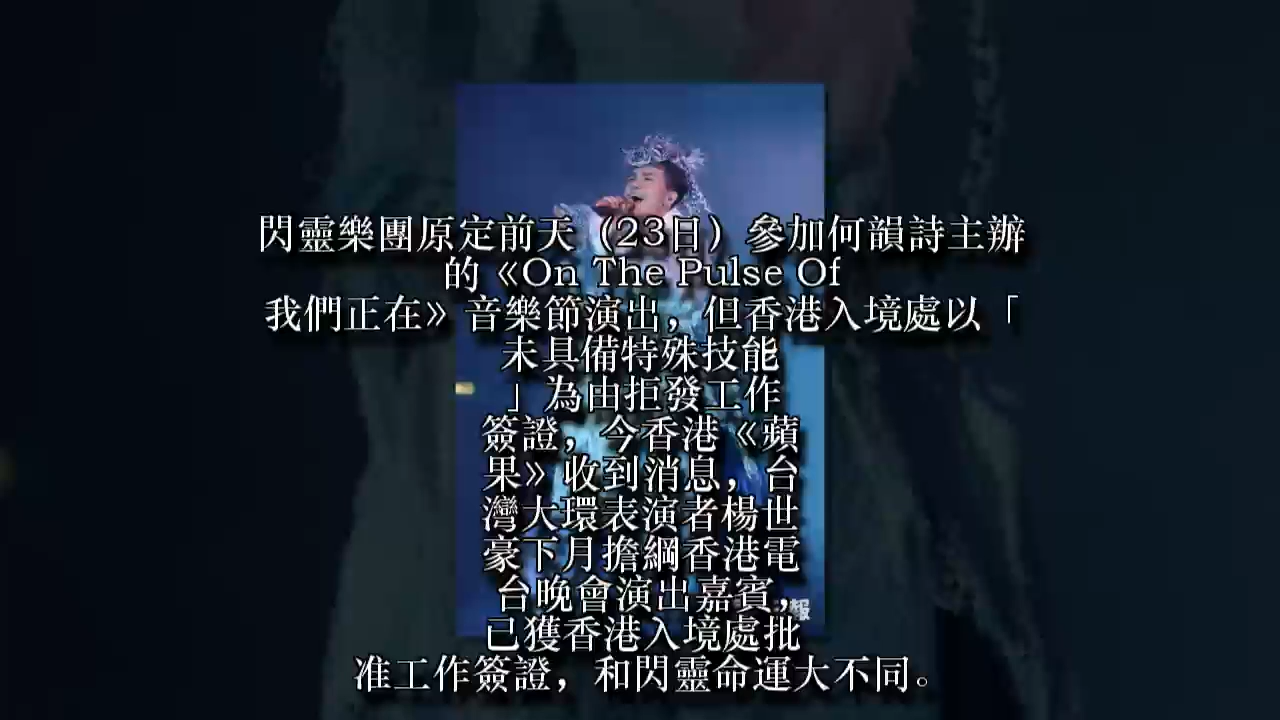 閃靈樂團原定前天（23日）參加何韻詩主辦
的《On The Pulse Of
我們正在》音樂節演出，但香港入境處以「
未具備特殊技能
」為由拒發工作
簽證，今香港《蘋
果》收到消息，台
灣大環表演者楊世
豪下月擔綱香港電
台晚會演出嘉賓，
已獲香港入境處批
准工作簽證，和閃靈命運大不同。
報